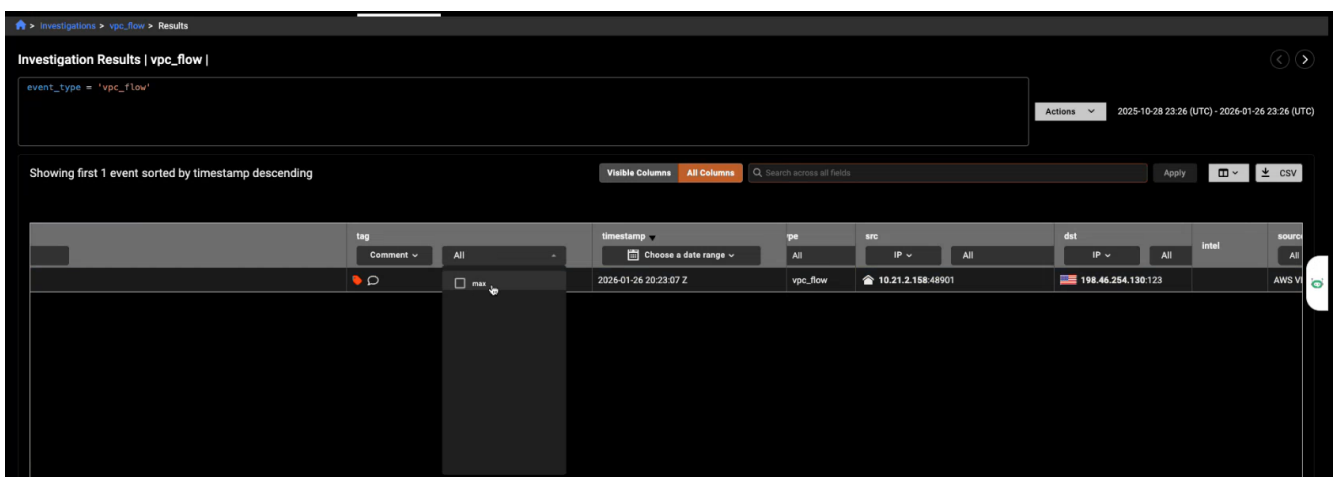 > Investigations > vpc_flow > Results
Investigation Results | vpc_flow |
event_type = 'vpc_flow'
Actions
2025-10-28 23:26 (UTC) - 2026-01-26 23:26 (UTC)
Showing first 1 event sorted by timestamp descending
Visible Columns All Columns Search across all fields Apply CSV
tag timestamp ype src dst intel sourc
Comment All Choose a date range All IP All IP All All
max 2026-01-26 20:23:07 Z vpc_flow 10.21.2.158:48901 198.46.254.130:123 AWS V